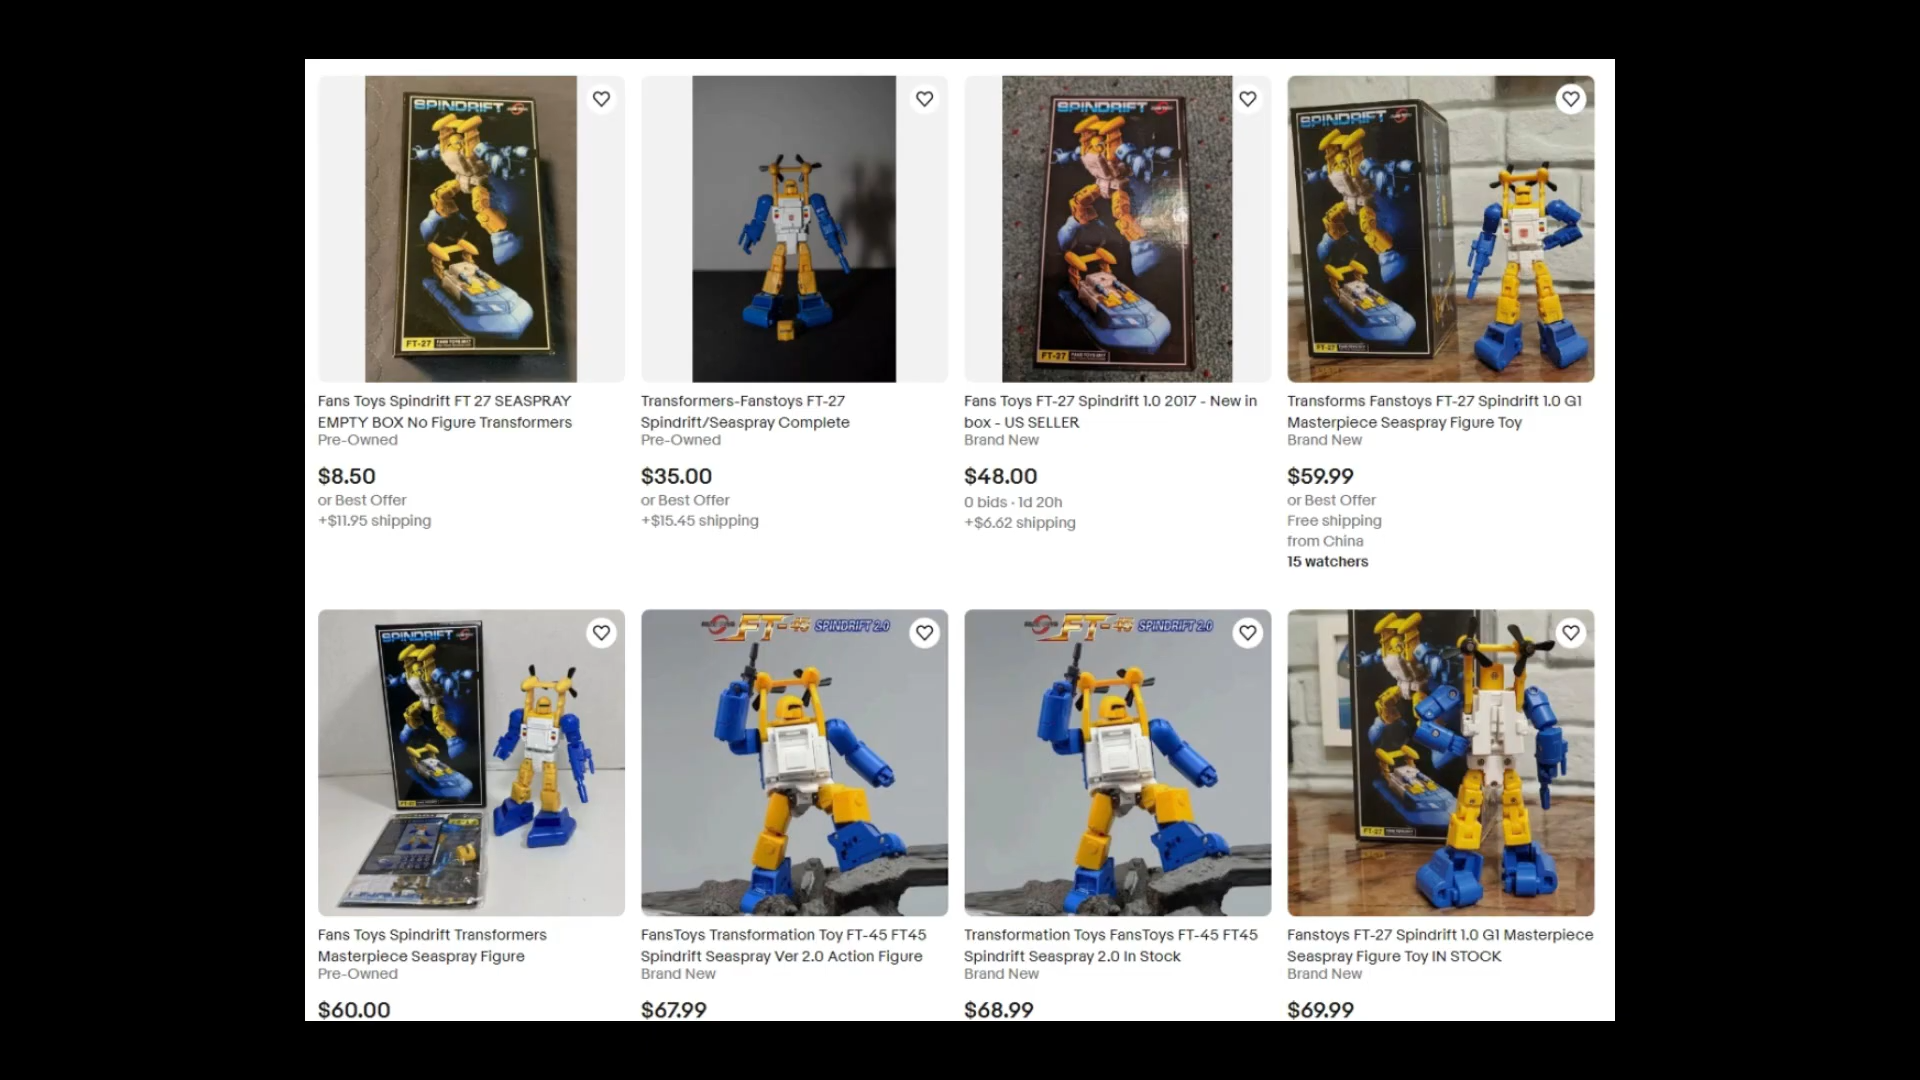 SPINDRIFT
FT-27
Fans Toys Spindrift FT 27 SEASPRAY
EMPTY BOX No Figure Transformers
Pre-Owned
$8.50
or Best Offer
+$11.95 shipping
Transformers-Fanstoys FT-27
Spindrift/Seaspray Complete
Pre-Owned
$35.00
or Best Offer
+$15.45 shipping
SPINDRIFT
FT-27
Fans Toys FT-27 Spindrift 1.0 2017 - New in
box - US SELLER
Brand New
$48.00
0 bids · 1d 20h
+$6.62 shipping
SPINDRIFT
FT-27
Transforms Fanstoys FT-27 Spindrift 1.0 G1
Masterpiece Seaspray Figure Toy
Brand New
$59.99
or Best Offer
Free shipping
from China
15 watchers
SPINDRIFT
Fans Toys Spindrift Transformers
Masterpiece Seaspray Figure
Pre-Owned
$60.00
FT-45 SPINDRIFT 2.0
FansToys Transformation Toy FT-45 FT45
Spindrift Seaspray Ver 2.0 Action Figure
Brand New
$67.99
FT-45 SPINDRIFT 2.0
Transformation Toys FansToys FT-45 FT45
Spindrift Seaspray 2.0 In Stock
Brand New
$68.99
FT-27
Fanstoys FT-27 Spindrift 1.0 G1 Masterpiece
Seaspray Figure Toy IN STOCK
Brand New
$69.99